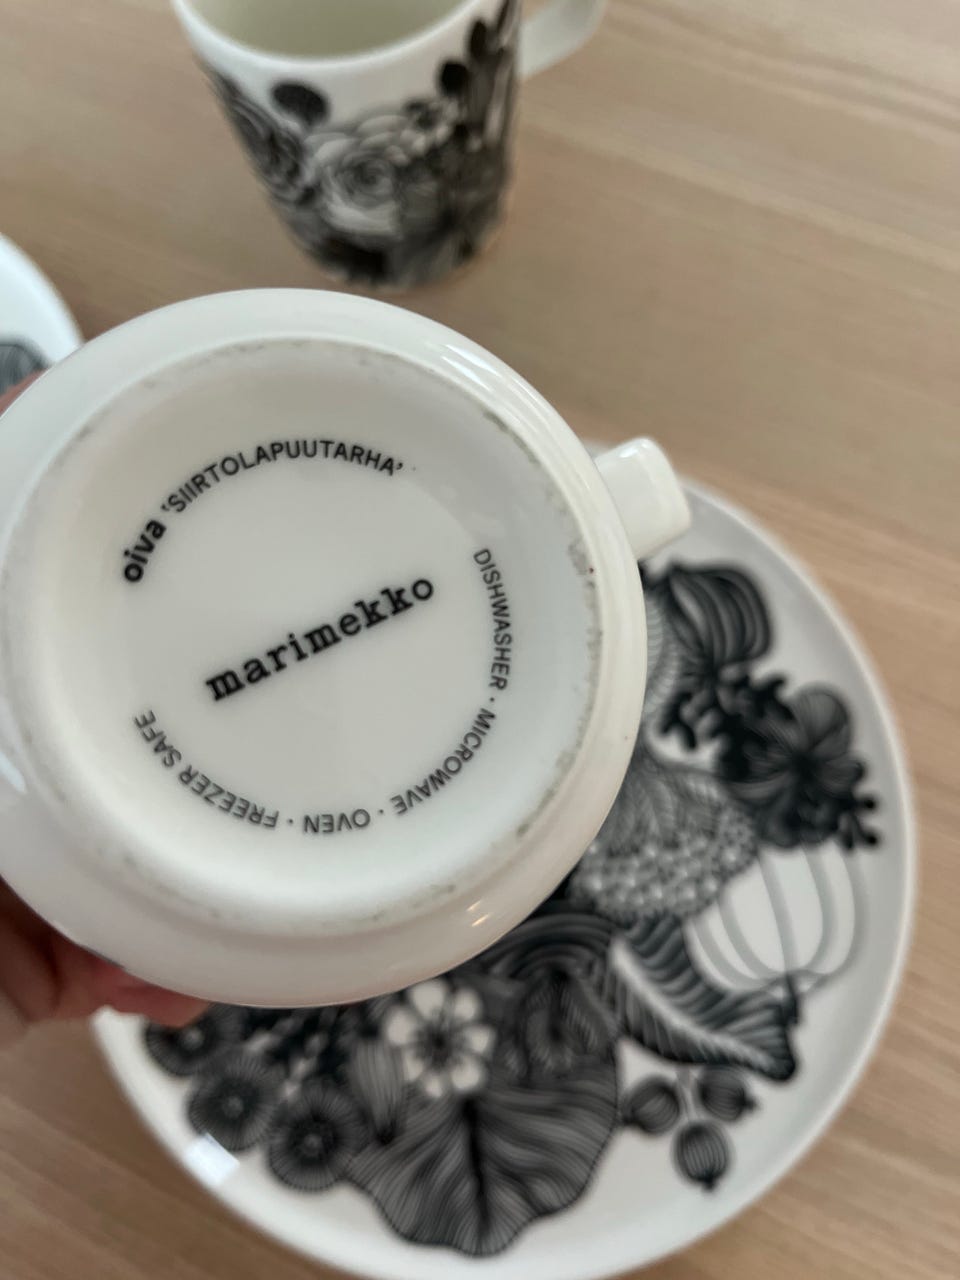 oiva 'SIIRTOLAPUUTARHA'
marimekko
DISHWASHER · MICROWAVE · OVEN · FREEZER SAFE